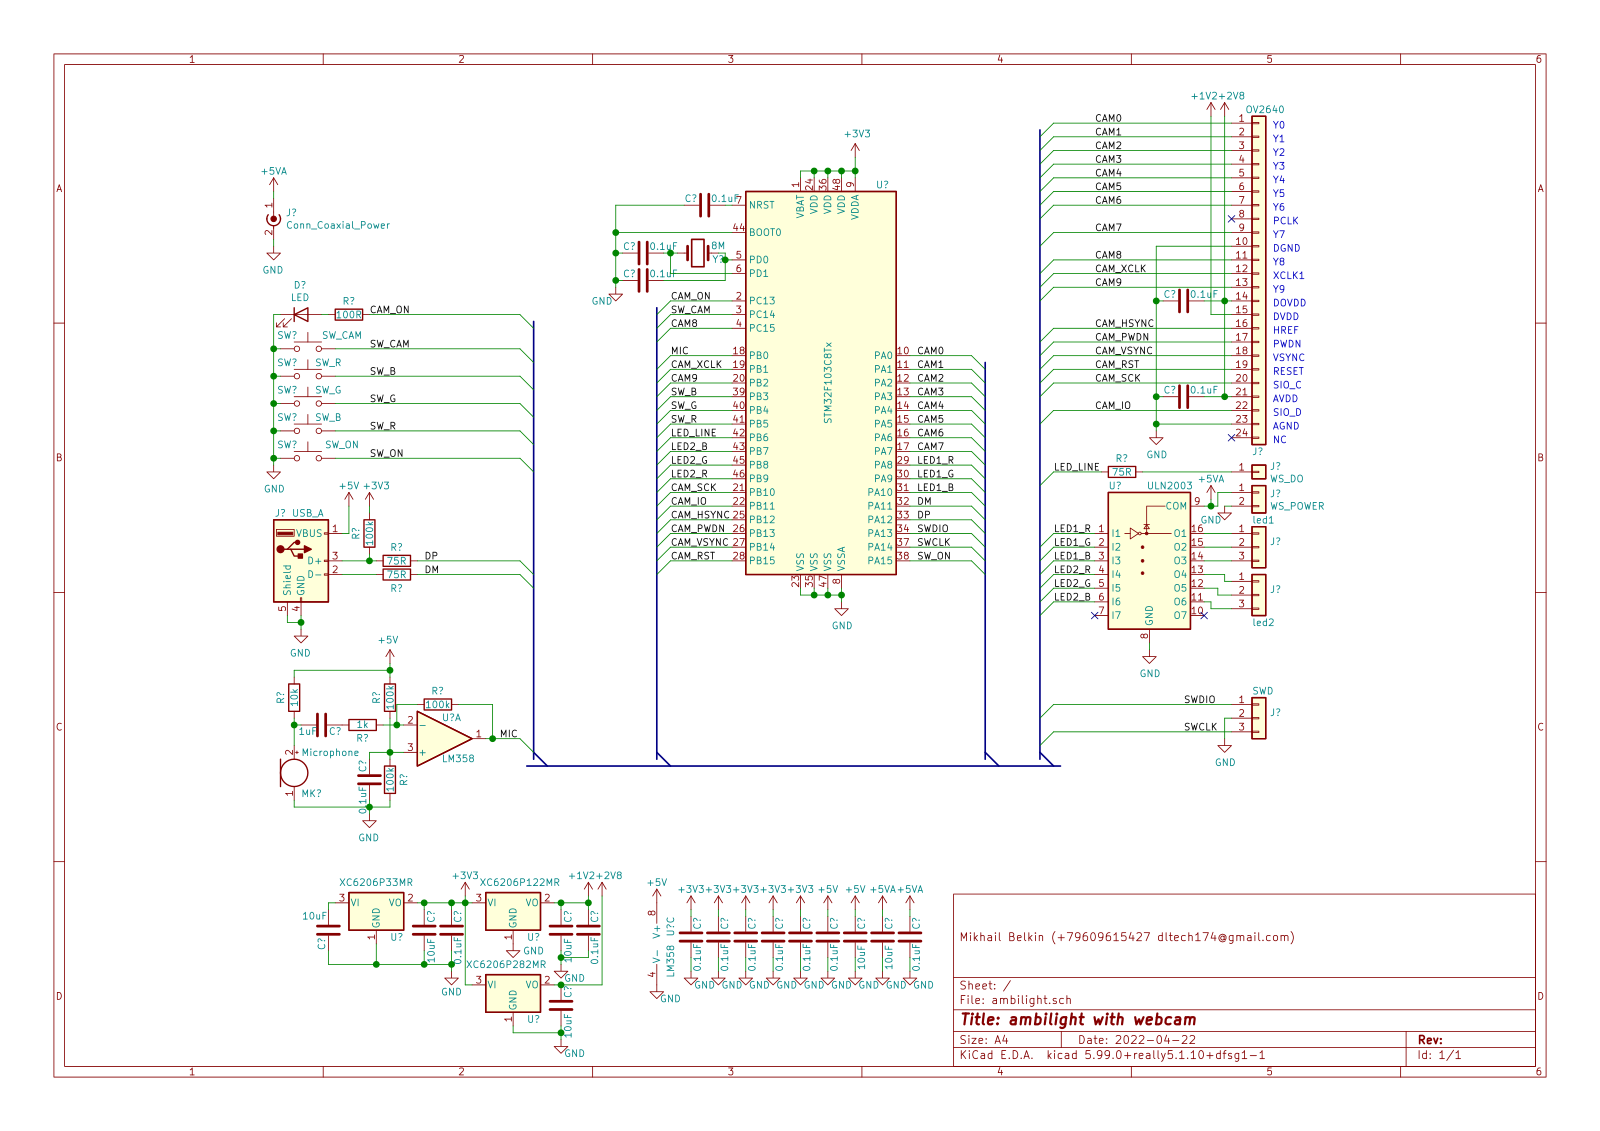 1 2 3 4 5 6
A
B
C
D
+5VA
J?
Conn_Coaxial_Power
1
2
GND
D?
LED
R?
100R
CAM_ON
SW? SW_CAM
SW_CAM
SW? SW_R
SW_B
SW? SW_G
SW_G
SW? SW_B
SW_R
SW? SW_ON
SW_ON
GND
+5V +3V3
J? USB_A
VBUS 1
D+ 3
D- 2
Shield
GND
5 4
R?
100k
R?
75R
DP
75R
R?
DM
GND
+5V
R?
10k
R?
100k
R?
100k
1uF C?
1k
R?
U?A
LM358
2 −
3 +
1
MIC
2
+
Microphone
1
MK?
C?
0.1uF
100k
R?
GND
+3V3
U?
STM32F103C8Tx
1 24 36 48 9
VBAT VDD VDD VDD VDDA
C? 0.1uF
7 NRST
44 BOOT0
C? 0.1uF
8M
Y?
5 PD0
6 PD1
C? 0.1uF
GND
CAM_ON 2 PC13
SW_CAM 3 PC14
CAM8 4 PC15
MIC 18 PB0
CAM_XCLK 19 PB1
CAM9 20 PB2
SW_B 39 PB3
SW_G 40 PB4
SW_R 41 PB5
LED_LINE 42 PB6
LED2_B 43 PB7
LED2_G 45 PB8
LED2_R 46 PB9
CAM_SCK 21 PB10
CAM_IO 22 PB11
CAM_HSYNC 25 PB12
CAM_PWDN 26 PB13
CAM_VSYNC 27 PB14
CAM_RST 28 PB15
PA0 10 CAM0
PA1 11 CAM1
PA2 12 CAM2
PA3 13 CAM3
PA4 14 CAM4
PA5 15 CAM5
PA6 16 CAM6
PA7 17 CAM7
PA8 29 LED1_R
PA9 30 LED1_G
PA10 31 LED1_B
PA11 32 DM
PA12 33 DP
PA13 34 SWDIO
PA14 37 SWCLK
PA15 38 SW_ON
VSS VSS VSS VSSA
23 35 47 8
GND
+1V2 +2V8
OV2640
CAM0 1 Y0
CAM1 2 Y1
CAM2 3 Y2
CAM3 4 Y3
CAM4 5 Y4
CAM5 6 Y5
CAM6 7 Y6
8 PCLK
CAM7 9 Y7
10 DGND
CAM8 11 Y8
CAM_XCLK 12 XCLK1
CAM9 13 Y9
C? 0.1uF
14 DOVDD
15 DVDD
CAM_HSYNC 16 HREF
CAM_PWDN 17 PWDN
CAM_VSYNC 18 VSYNC
CAM_RST 19 RESET
CAM_SCK 20 SIO_C
C? 0.1uF
21 AVDD
CAM_IO 22 SIO_D
23 AGND
24 NC
J?
GND
LED_LINE
R?
75R
1 J?
WS_DO
+5VA
1 J?
2 WS_POWER
GND
U? ULN2003
COM 9
LED1_R 1 I1 O1 16
LED1_G 2 I2 O2 15
LED1_B 3 I3 O3 14
LED2_R 4 I4 O4 13
LED2_G 5 I5 O5 12
LED2_B 6 I6 O6 11
7 I7 O7 10
GND
8
GND
led1
1
2 J?
3
1 J?
2
3
led2
SWD
SWDIO 1
2 J?
SWCLK 3
GND
XC6206P33MR
3 VI VO 2
GND
1
U?
10uF
C?
C?
10uF
C?
0.1uF
+3V3
GND
XC6206P122MR
3 VI VO 2
GND
1
U?
GND
+1V2 +2V8
C?
10uF
C?
0.1uF
GND
XC6206P282MR
3 VI VO 2
GND
1
U?
C?
10uF
GND
+5V
8
V+
V-
4
U?C
LM358
GND
+3V3 +3V3 +3V3 +3V3 +3V3 +5V +5V +5VA +5VA
C? C? C? C? C? C? C? C? C?
0.1uF 0.1uF 0.1uF 0.1uF 0.1uF 0.1uF 10uF 10uF 0.1uF
GND GND GND GND GND GND GND GND GND
Mikhail Belkin (+79609615427 dltech174@gmail.com)
Sheet: /
File: ambilight.sch
Title: ambilight with webcam
Size: A4 Date: 2022-04-22 Rev:
KiCad E.D.A. kicad 5.99.0+really5.1.10+dfsg1-1 Id: 1/1
1 2 3 4 5 6
A
B
C
D